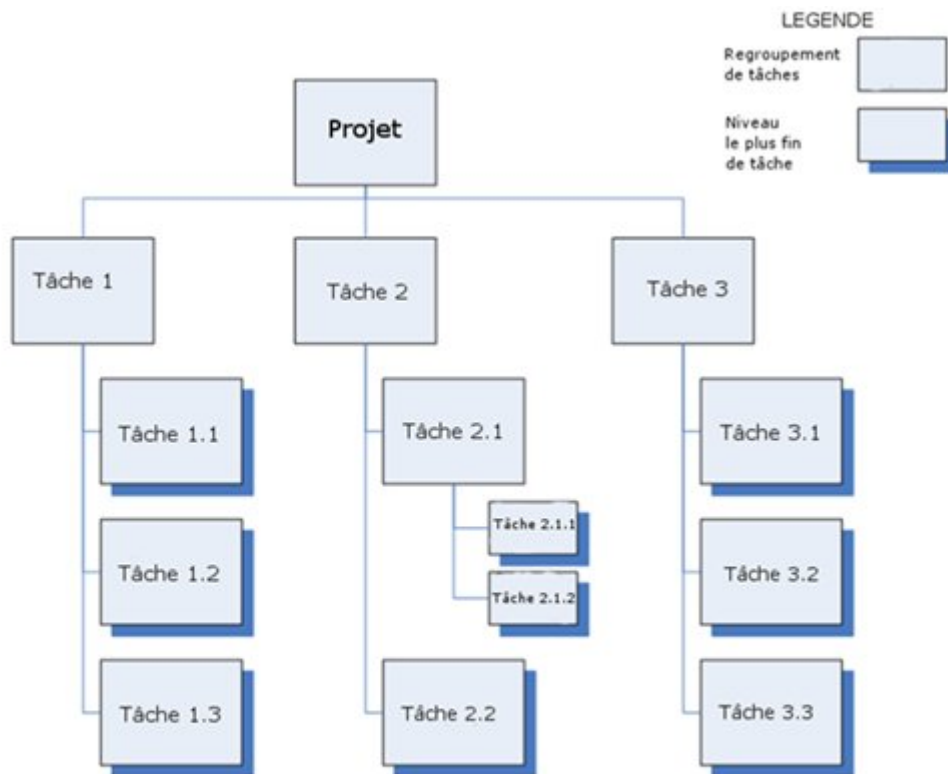 LEGENDE
Regroupement
de tâches
Niveau
le plus fin
de tâche
Projet
Tâche 1
Tâche 2
Tâche 3
Tâche 1.1
Tâche 2.1
Tâche 3.1
Tâche 2.1.1
Tâche 1.2
Tâche 3.2
Tâche 2.1.2
Tâche 1.3
Tâche 2.2
Tâche 3.3